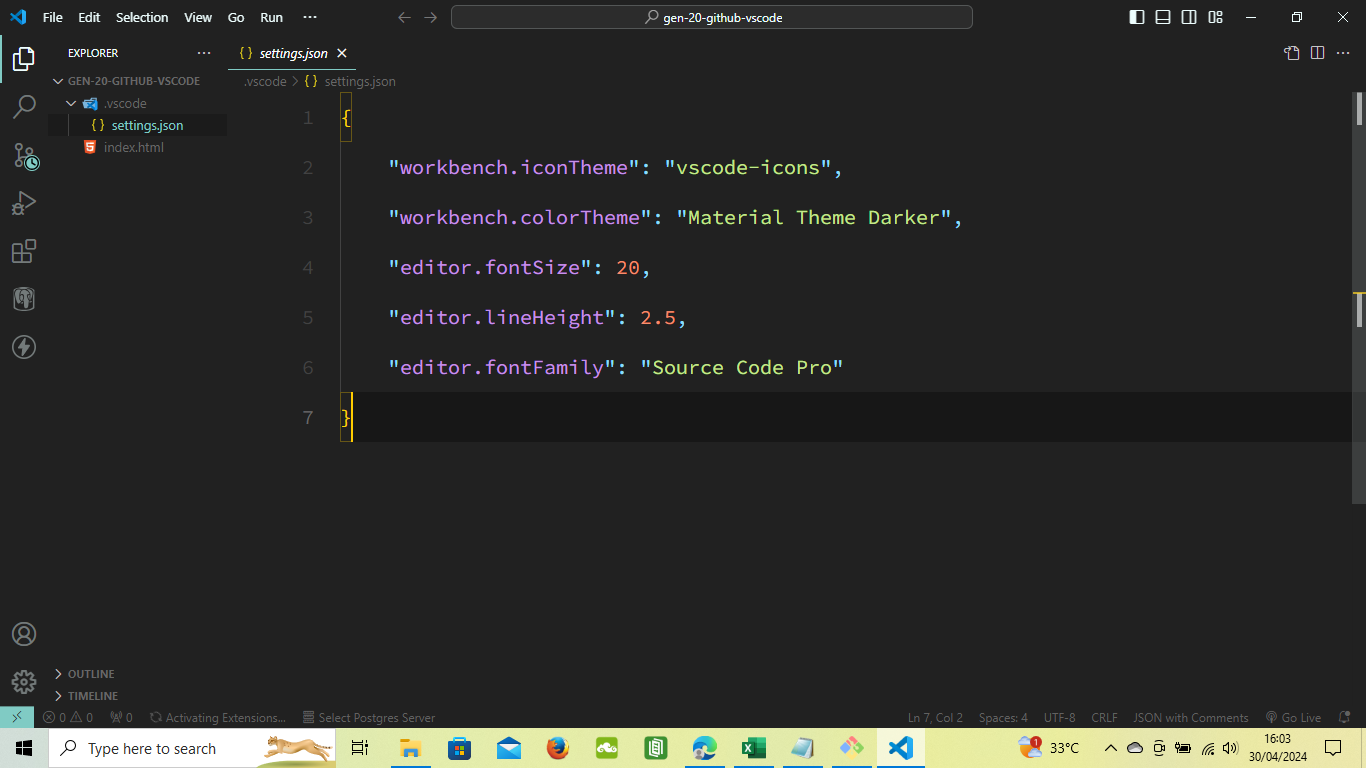 File Edit Selection View Go Run ···
gen-20-github-vscode
EXPLORER ···
settings.json
GEN-20-GITHUB-VSCODE
.vscode > {} settings.json
.vscode
{} settings.json
index.html
1 {
2 "workbench.iconTheme": "vscode-icons",
3 "workbench.colorTheme": "Material Theme Darker",
4 "editor.fontSize": 20,
5 "editor.lineHeight": 2.5,
6 "editor.fontFamily": "Source Code Pro"
7 }
OUTLINE
TIMELINE
0 0 0 Activating Extensions... Select Postgres Server Ln 7, Col 2 Spaces: 4 UTF-8 CRLF JSON with Comments Go Live
Type here to search
1 33°C
16:03
30/04/2024